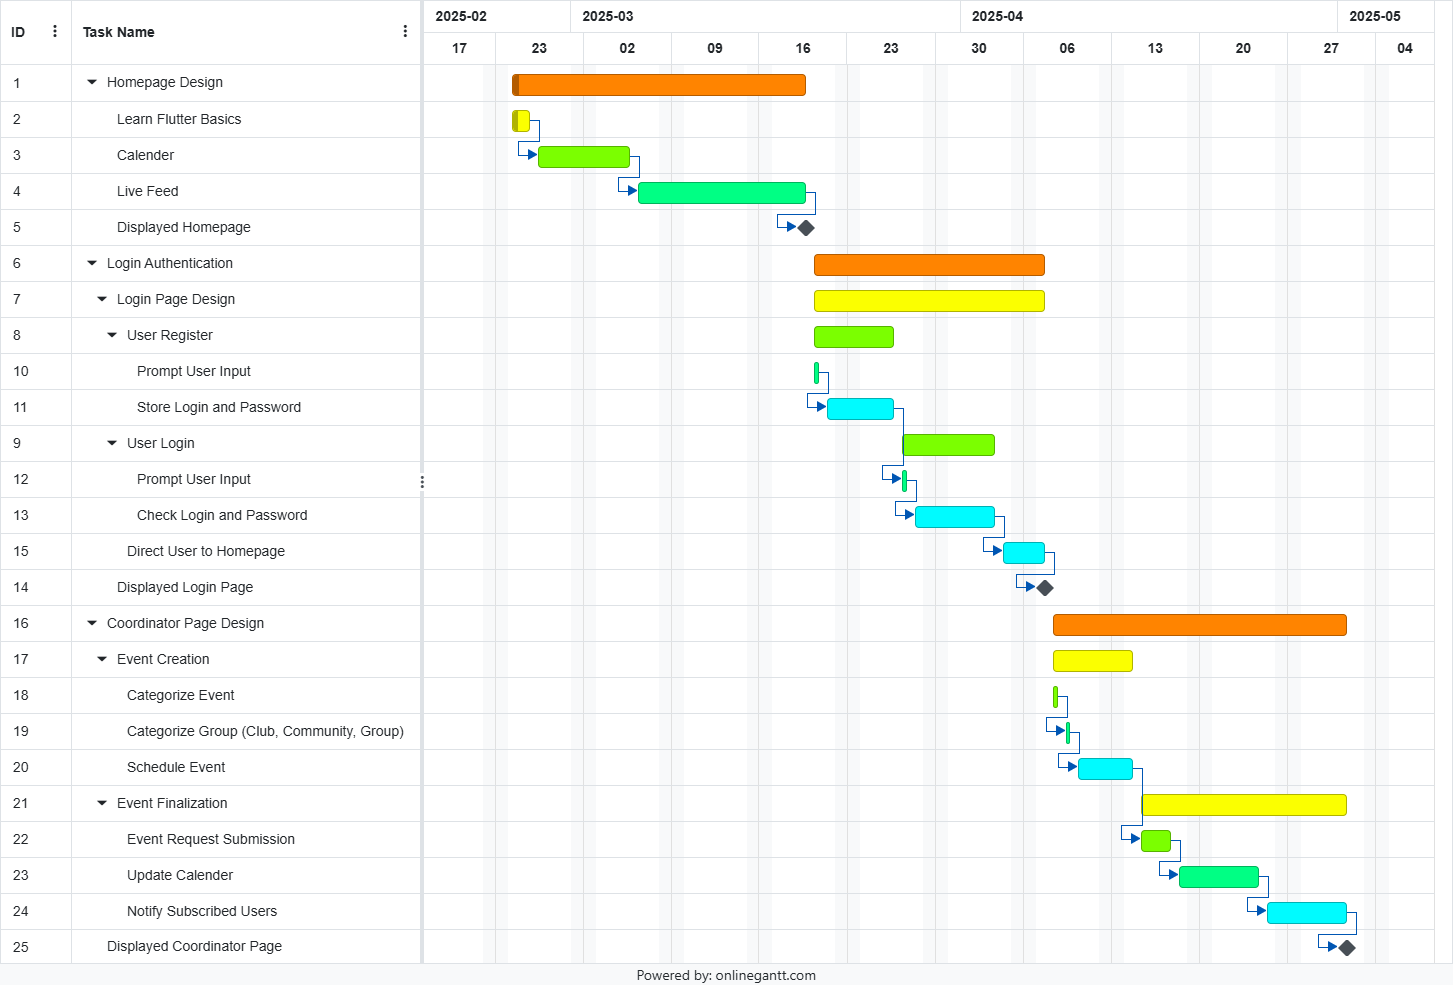 2025-02 2025-03 2025-04 2025-05
ID Task Name
17 23 02 09 16 23 30 06 13 20 27 04
1 Homepage Design
2 Learn Flutter Basics
3 Calender
4 Live Feed
5 Displayed Homepage
6 Login Authentication
7 Login Page Design
8 User Register
10 Prompt User Input
11 Store Login and Password
9 User Login
12 Prompt User Input
13 Check Login and Password
15 Direct User to Homepage
14 Displayed Login Page
16 Coordinator Page Design
17 Event Creation
18 Categorize Event
19 Categorize Group (Club, Community, Group)
20 Schedule Event
21 Event Finalization
22 Event Request Submission
23 Update Calender
24 Notify Subscribed Users
25 Displayed Coordinator Page
Powered by: onlinegantt.com